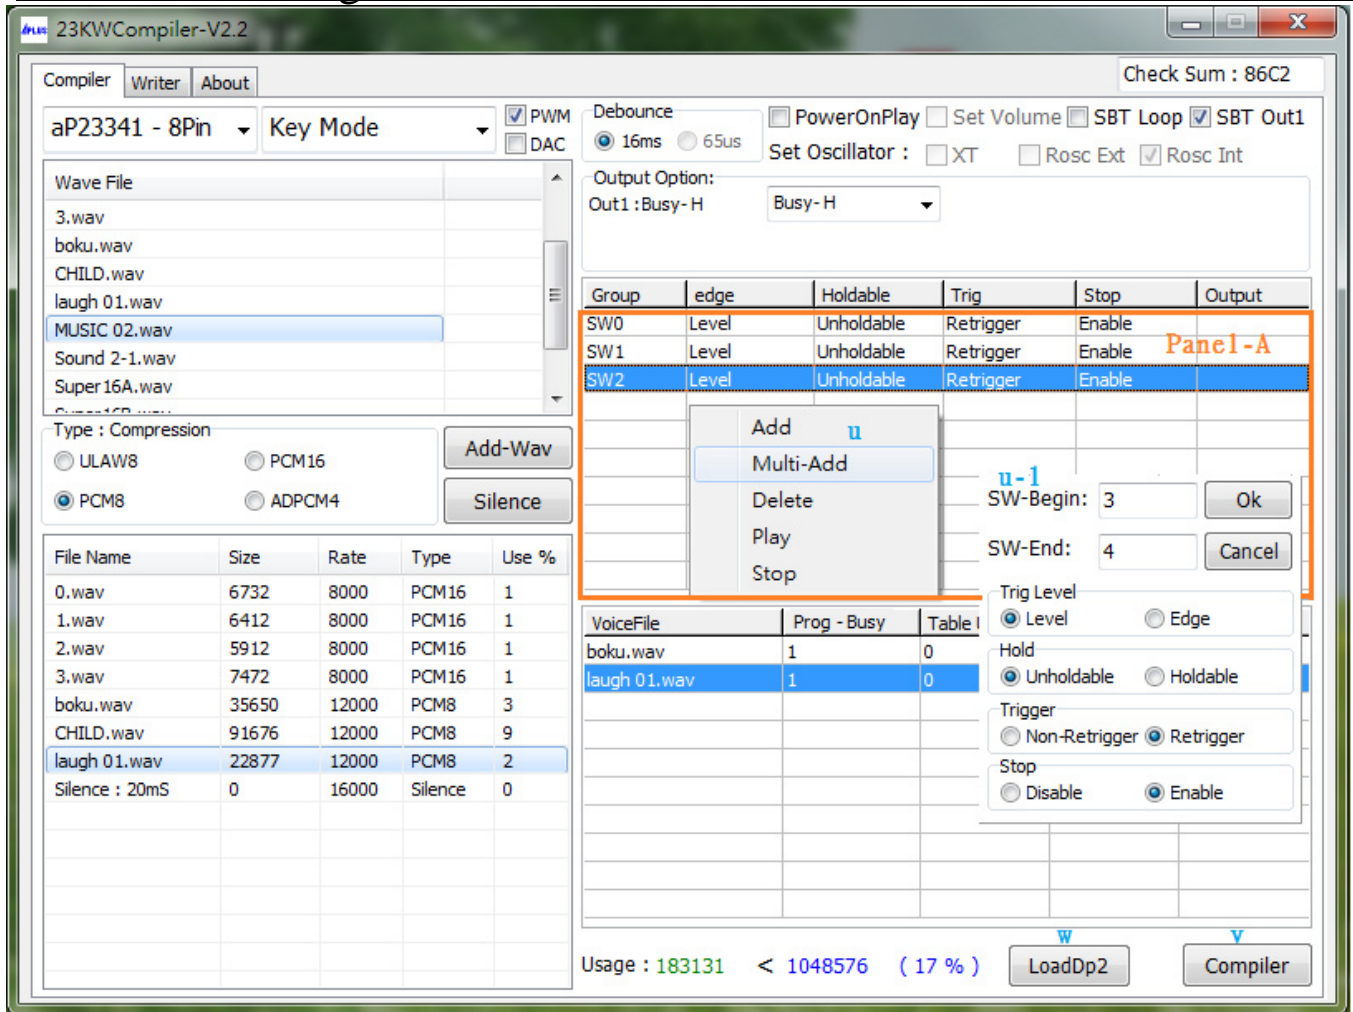 23KWCompiler-V2.2
Compiler Writer About
Check Sum : 86C2
aP23341 - 8Pin Key Mode
PWM
DAC
Debounce
16ms 65us
PowerOnPlay Set Volume SBT Loop SBT Out1
Set Oscillator : XT Rosc Ext Rosc Int
Output Option:
Out1 :Busy- H Busy- H
Wave File
3.wav
boku.wav
CHILD.wav
laugh 01.wav
MUSIC 02.wav
Sound 2-1.wav
Super16A.wav
Type : Compression
ULAW8 PCM16
PCM8 ADPCM4
Add-Wav
Silence
Group edge Holdable Trig Stop Output
SW0 Level Unholdable Retrigger Enable
SW1 Level Unholdable Retrigger Enable
SW2 Level Unholdable Retrigger Enable
Panel-A
Add
u
Multi-Add
Delete
Play
Stop
u-1
SW-Begin: 3 Ok
SW-End: 4 Cancel
Trig Level
Level Edge
Hold
Unholdable Holdable
Trigger
Non-Retrigger Retrigger
Stop
Disable Enable
File Name Size Rate Type Use %
0.wav 6732 8000 PCM16 1
1.wav 6412 8000 PCM16 1
2.wav 5912 8000 PCM16 1
3.wav 7472 8000 PCM16 1
boku.wav 35650 12000 PCM8 3
CHILD.wav 91676 12000 PCM8 9
laugh 01.wav 22877 12000 PCM8 2
Silence : 20mS 0 16000 Silence 0
VoiceFile Prog - Busy Table
boku.wav 1 0
laugh 01.wav 1 0
w v
Usage : 183131 < 1048576 ( 17 % ) LoadDp2 Compiler